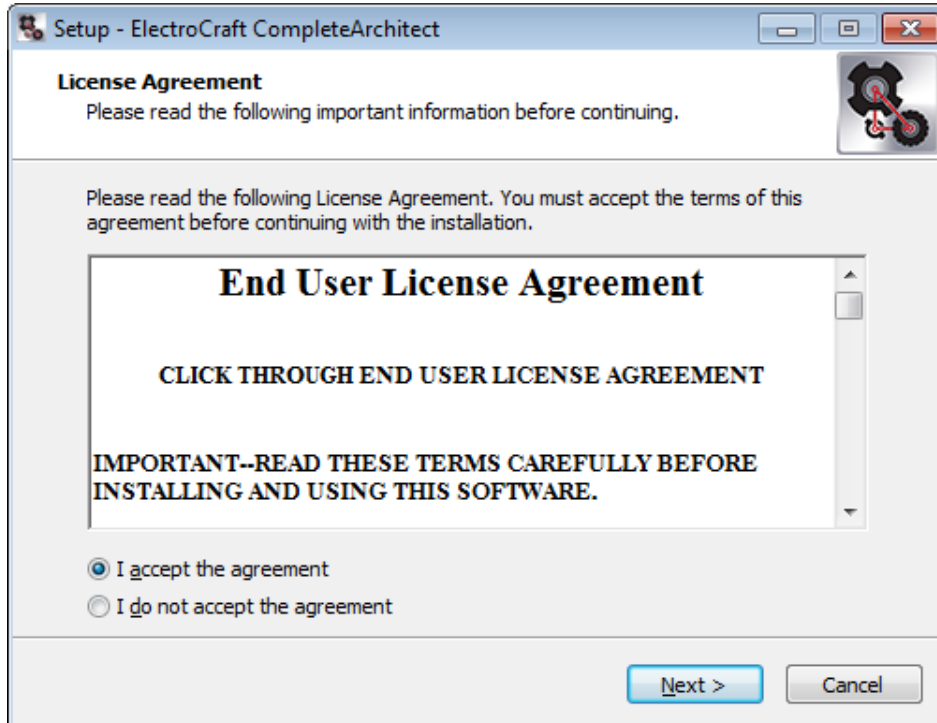 Setup - ElectroCraft CompleteArchitect
License Agreement
Please read the following important information before continuing.
Please read the following License Agreement. You must accept the terms of this
agreement before continuing with the installation.
End User License Agreement
CLICK THROUGH END USER LICENSE AGREEMENT
IMPORTANT--READ THESE TERMS CAREFULLY BEFORE
INSTALLING AND USING THIS SOFTWARE.
I accept the agreement
I do not accept the agreement
Next >
Cancel